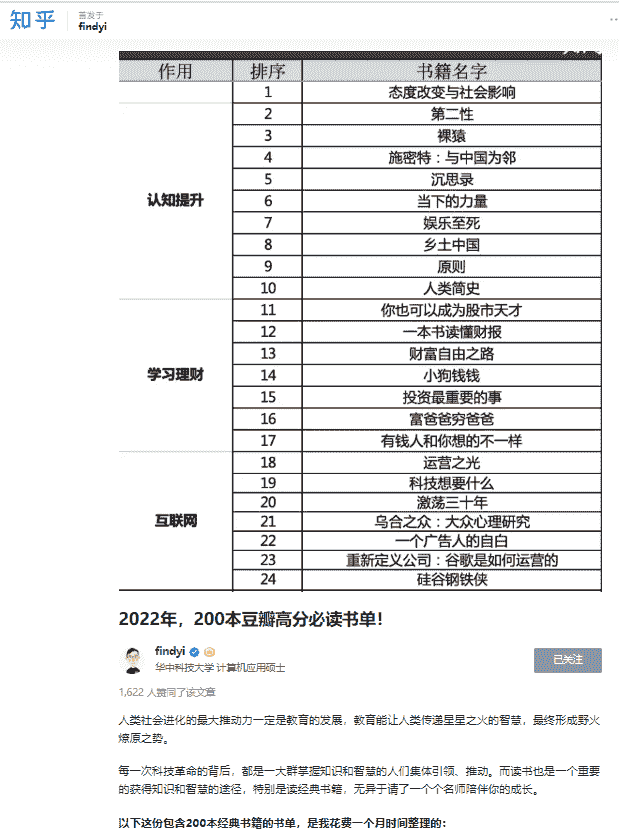 知乎
首发于
findyi
作用 排序 书籍名字
1 态度改变与社会影响
2 第二性
3 裸猿
4 施密特：与中国为邻
认知提升 5 沉思录
6 当下的力量
7 娱乐至死
8 乡土中国
9 原则
10 人类简史
11 你也可以成为股市天才
12 一本书读懂财报
13 财富自由之路
学习理财 14 小狗钱钱
15 投资最重要的事
16 富爸爸穷爸爸
17 有钱人和你想的不一样
18 运营之光
19 科技想要什么
20 激荡三十年
互联网 21 乌合之众：大众心理研究
22 一个广告人的自白
23 重新定义公司：谷歌是如何运营的
24 硅谷钢铁侠
2022年，200本豆瓣高分必读书单！
findyi
华中科技大学 计算机应用硕士
已关注
1,622 人赞同了该文章
人类社会进化的最大推动力一定是教育的发展，教育能让人类传递星星之火的智慧，最终形成野火
燎原之势。
每一次科技革命的背后，都是一大群掌握知识和智慧的人们集体引领、推动。而读书也是一个重要
的获得知识和智慧的途径，特别是读经典书籍，无异于请了一个个名师陪伴你的成长。
以下这份包含200本经典书籍的书单，是我花费一个月时间整理的：